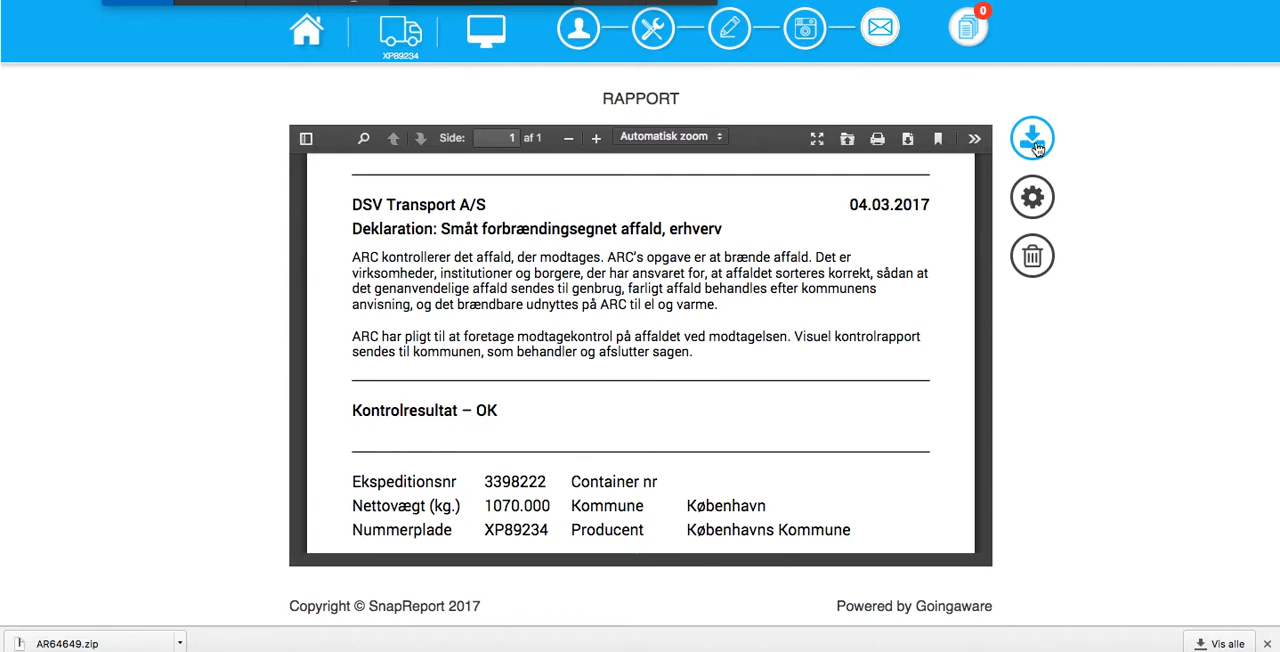 XP89234
0
RAPPORT
Side: 1 af 1 Automatisk zoom
DSV Transport A/S 04.03.2017
Deklaration: Småt forbrændingsegnet affald, erhverv
ARC kontrollerer det affald, der modtages. ARC's opgave er at brænde affald. Det er
virksomheder, institutioner og borgere, der har ansvaret for, at affaldet sorteres korrekt, sådan at
det genanvendelige affald sendes til genbrug, farligt affald behandles efter kommunens
anvisning, og det brændbare udnyttes på ARC til el og varme.
ARC har pligt til at foretage modtagekontrol på affaldet ved modtagelsen. Visuel kontrolrapport
sendes til kommunen, som behandler og afslutter sagen.
Kontrolresultat – OK
Ekspeditionsnr 3398222 Container nr
Nettovægt (kg.) 1070.000 Kommune København
Nummerplade XP89234 Producent Københavns Kommune
Copyright © SnapReport 2017 Powered by Goingaware
AR64649.zip Vis alle